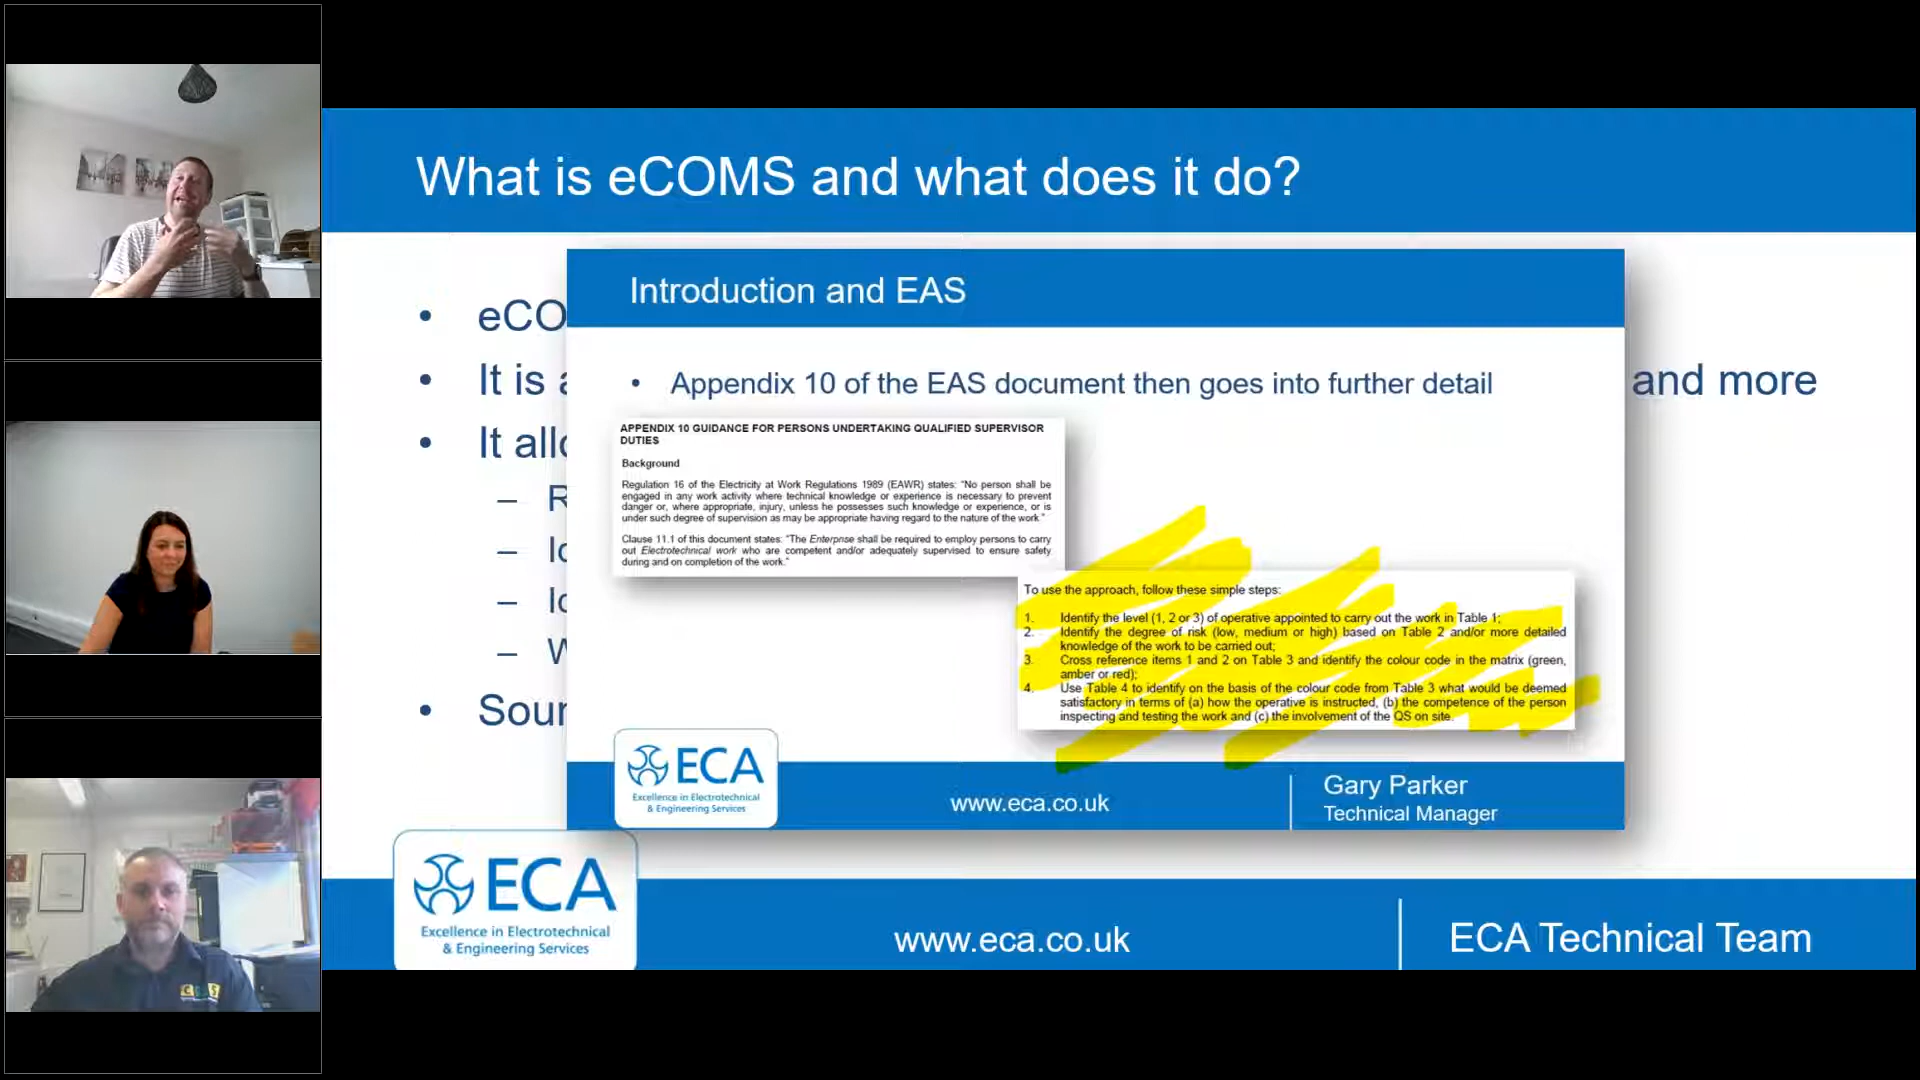 What is eCOMS and what does it do?
Introduction and EAS
• eCO
• It is a
and more
• It allo
• Appendix 10 of the EAS document then goes into further detail
APPENDIX 10 GUIDANCE FOR PERSONS UNDERTAKING QUALIFIED SUPERVISOR
DUTIES
Background
Regulation 16 of the Electricity at Work Regulations 1989 (EAWR) states: “No person shall be
engaged in any work activity where technical knowledge or experience is necessary to prevent
danger or, where appropriate, injury, unless he possesses such knowledge or experience, or is
under such degree of supervision as may be appropriate having regard to the nature of the work.”
Clause 11.1 of this document states: “The Enterprise shall be required to employ persons to carry
out Electrotechnical work who are competent and/or adequately supervised to ensure safety
during and on completion of the work.”
– R
– Id
– Id
– W
• Sour
To use the approach, follow these simple steps:
1. Identify the level (1, 2 or 3) of operative appointed to carry out the work in Table 1;
2. Identify the degree of risk (low, medium or high) based on Table 2 and/or more detailed
knowledge of the work to be carried out;
3. Cross reference items 1 and 2 on Table 3 and identify the colour code in the matrix (green,
amber or red);
4. Use Table 4 to identify on the basis of the colour code from Table 3 what would be deemed
satisfactory in terms of (a) how the operative is instructed, (b) the competence of the person
inspecting and testing the work and (c) the involvement of the QS on site.
ECA
Excellence in Electrotechnical
& Engineering Services
www.eca.co.uk
Gary Parker
Technical Manager
ECA
Excellence in Electrotechnical
& Engineering Services
www.eca.co.uk
ECA Technical Team